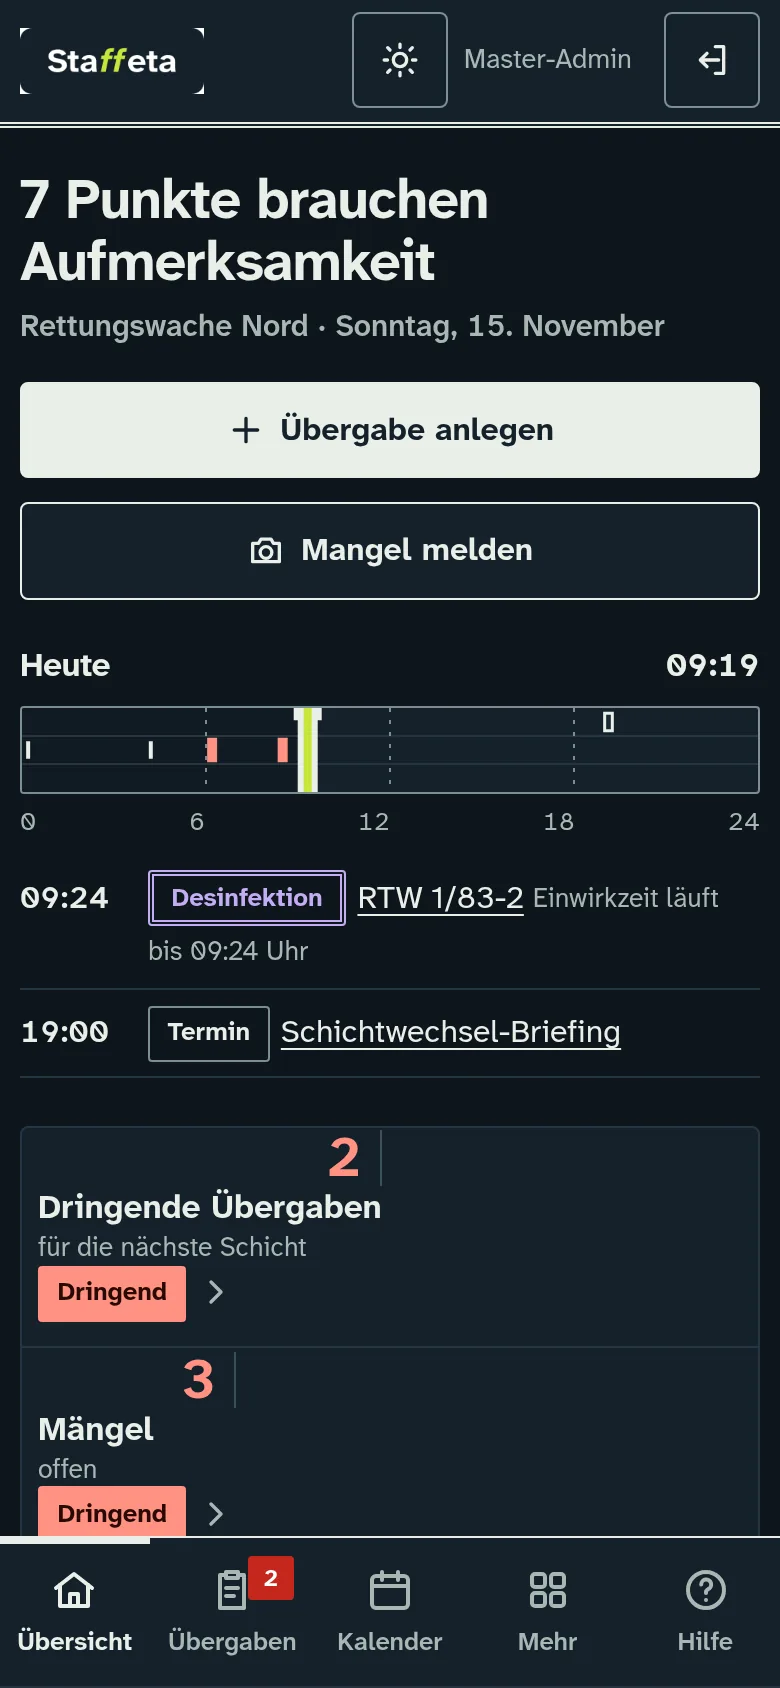 Staffeta
Master-Admin
7 Punkte brauchen
Aufmerksamkeit
Rettungswache Nord · Sonntag, 15. November
Übergabe anlegen
Mangel melden
Heute 09:19
0 6 12 18 24
09:24 Desinfektion RTW 1/83-2 Einwirkzeit läuft
bis 09:24 Uhr
19:00 Termin Schichtwechsel-Briefing
2
Dringende Übergaben
für die nächste Schicht
Dringend
3
Mängel
offen
Dringend
2
Übersicht Übergaben Kalender Mehr Hilfe